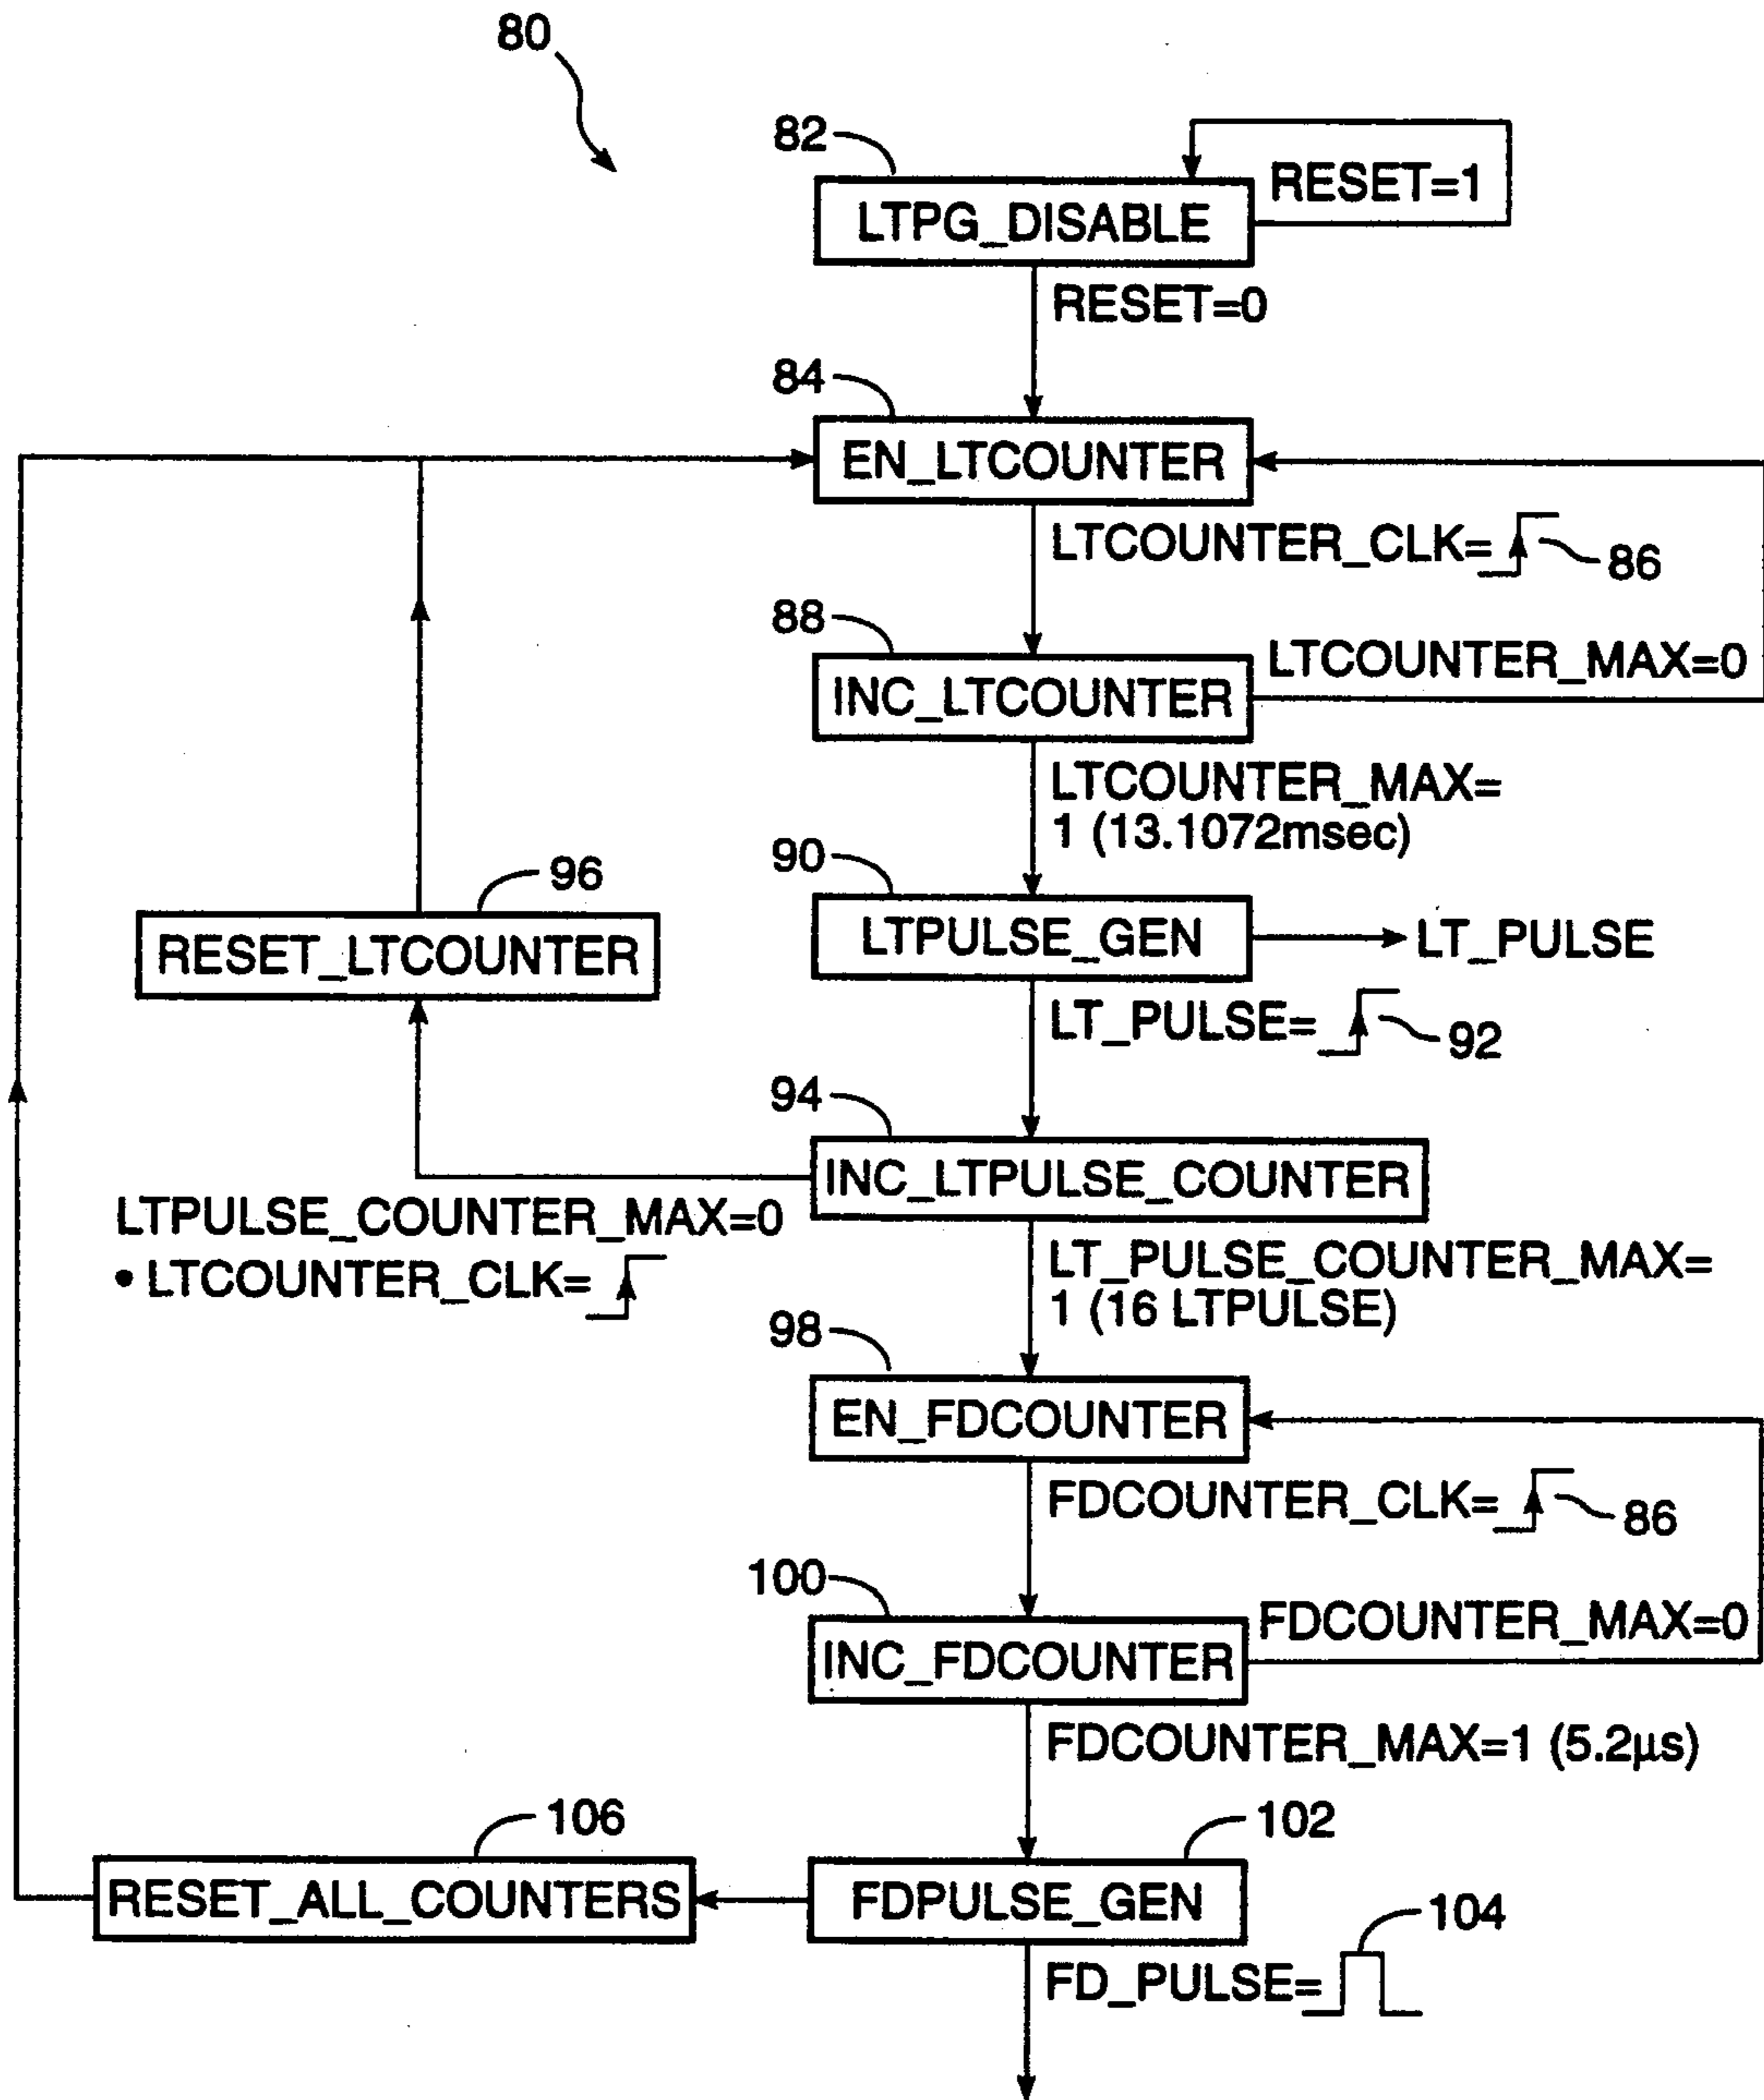 80
82
RESET=1
LTPG_DISABLE
RESET=0
84
EN_LTCOUNTER
LTCOUNTER_CLK=
86
88
LTCOUNTER_MAX=0
INC_LTCOUNTER
LTCOUNTER_MAX=
1 (13.1072msec)
90
96
LTPULSE_GEN
LT_PULSE
RESET_LTCOUNTER
LT_PULSE=
92
94
INC_LTPULSE_COUNTER
LTPULSE_COUNTER_MAX=0
• LTCOUNTER_CLK=
LT_PULSE_COUNTER_MAX=
1 (16 LTPULSE)
98
EN_FDCOUNTER
FDCOUNTER_CLK=
86
100
FDCOUNTER_MAX=0
INC_FDCOUNTER
FDCOUNTER_MAX=1 (5.2µs)
106
102
RESET_ALL_COUNTERS
FDPULSE_GEN
104
FD_PULSE=